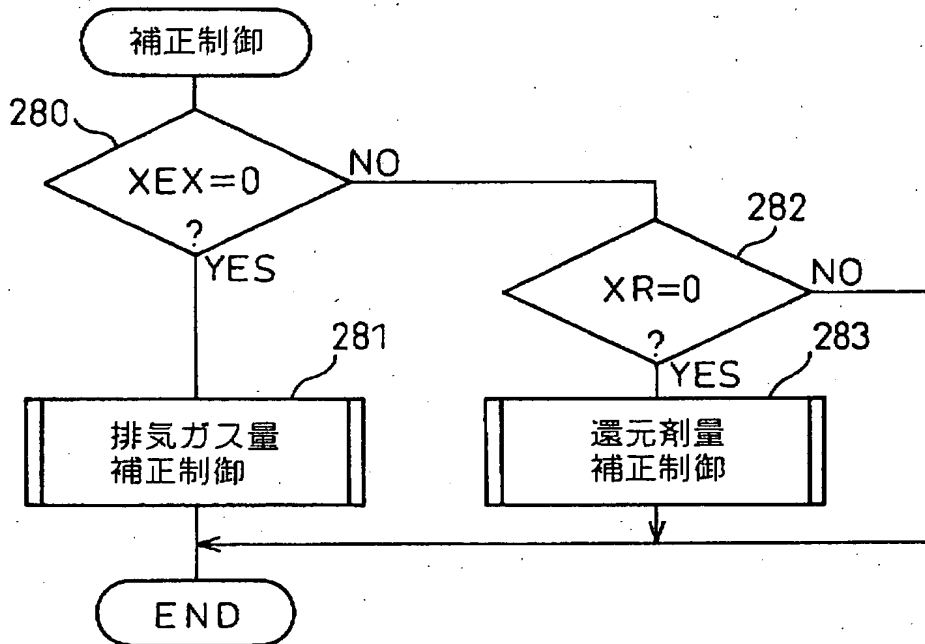 補正制御
280
XEX=0
?
NO
YES
282
XR=0
?
NO
YES
281
排気ガス量
補正制御
283
還元剤量
補正制御
END